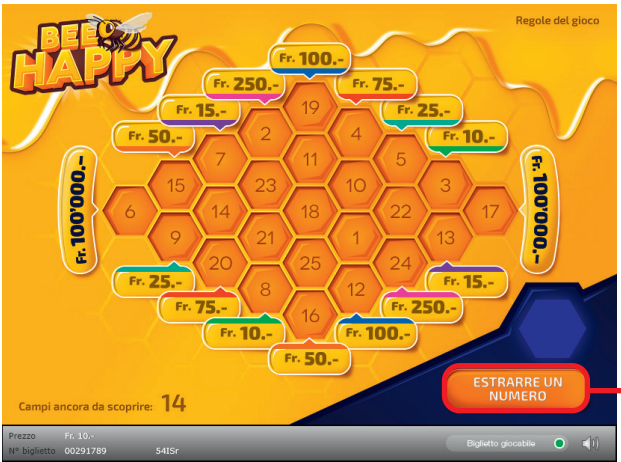 BEE
HAPPY
Regole del gioco
Fr. 100.-
Fr. 250.-
Fr. 75.-
Fr. 15.-
Fr. 25.-
Fr. 50.-
Fr. 10.-
Fr. 100'000.-
Fr. 100'000.-
19
2
4
7
11
5
15
23
10
3
6
14
18
22
17
9
21
1
13
20
25
24
8
12
16
Fr. 25.-
Fr. 15.-
Fr. 75.-
Fr. 250.-
Fr. 10.-
Fr. 100.-
Fr. 50.-
ESTRARRE UN
NUMERO
Campi ancora da scoprire: 14
Prezzo Fr. 10.-
N° biglietto 00291789 541Sr
Biglietto giocabile